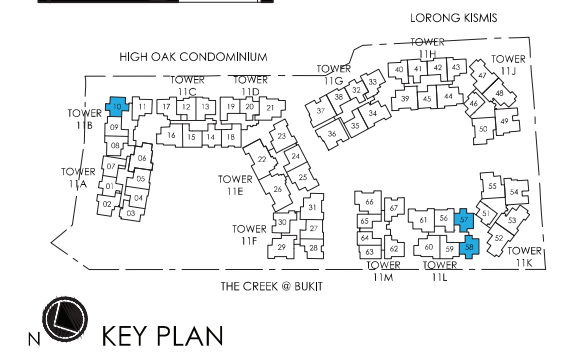 LORONG KISMIS
HIGH OAK CONDOMINIUM
TOWER
11H
TOWER
11J
TOWER
11G
TOWER
11C
TOWER
11D
40 41 42 43
47
48
46
49
50
39 45 44
33
32
38
37
34
35
36
10 11 17 12 13 19 20 21
TOWER
11B
09
08
16 15 14 18
23
22
24
25
26
TOWER
11E
07
06
05
01
04
02
03
TOWER
11A
31
30
27
29
28
TOWER
11F
66
67
65
64
63
62
TOWER
11M
61 56 57
60 59 58
TOWER
11L
55
54
51
53
52
TOWER
11K
THE CREEK @ BUKIT
N
KEY PLAN